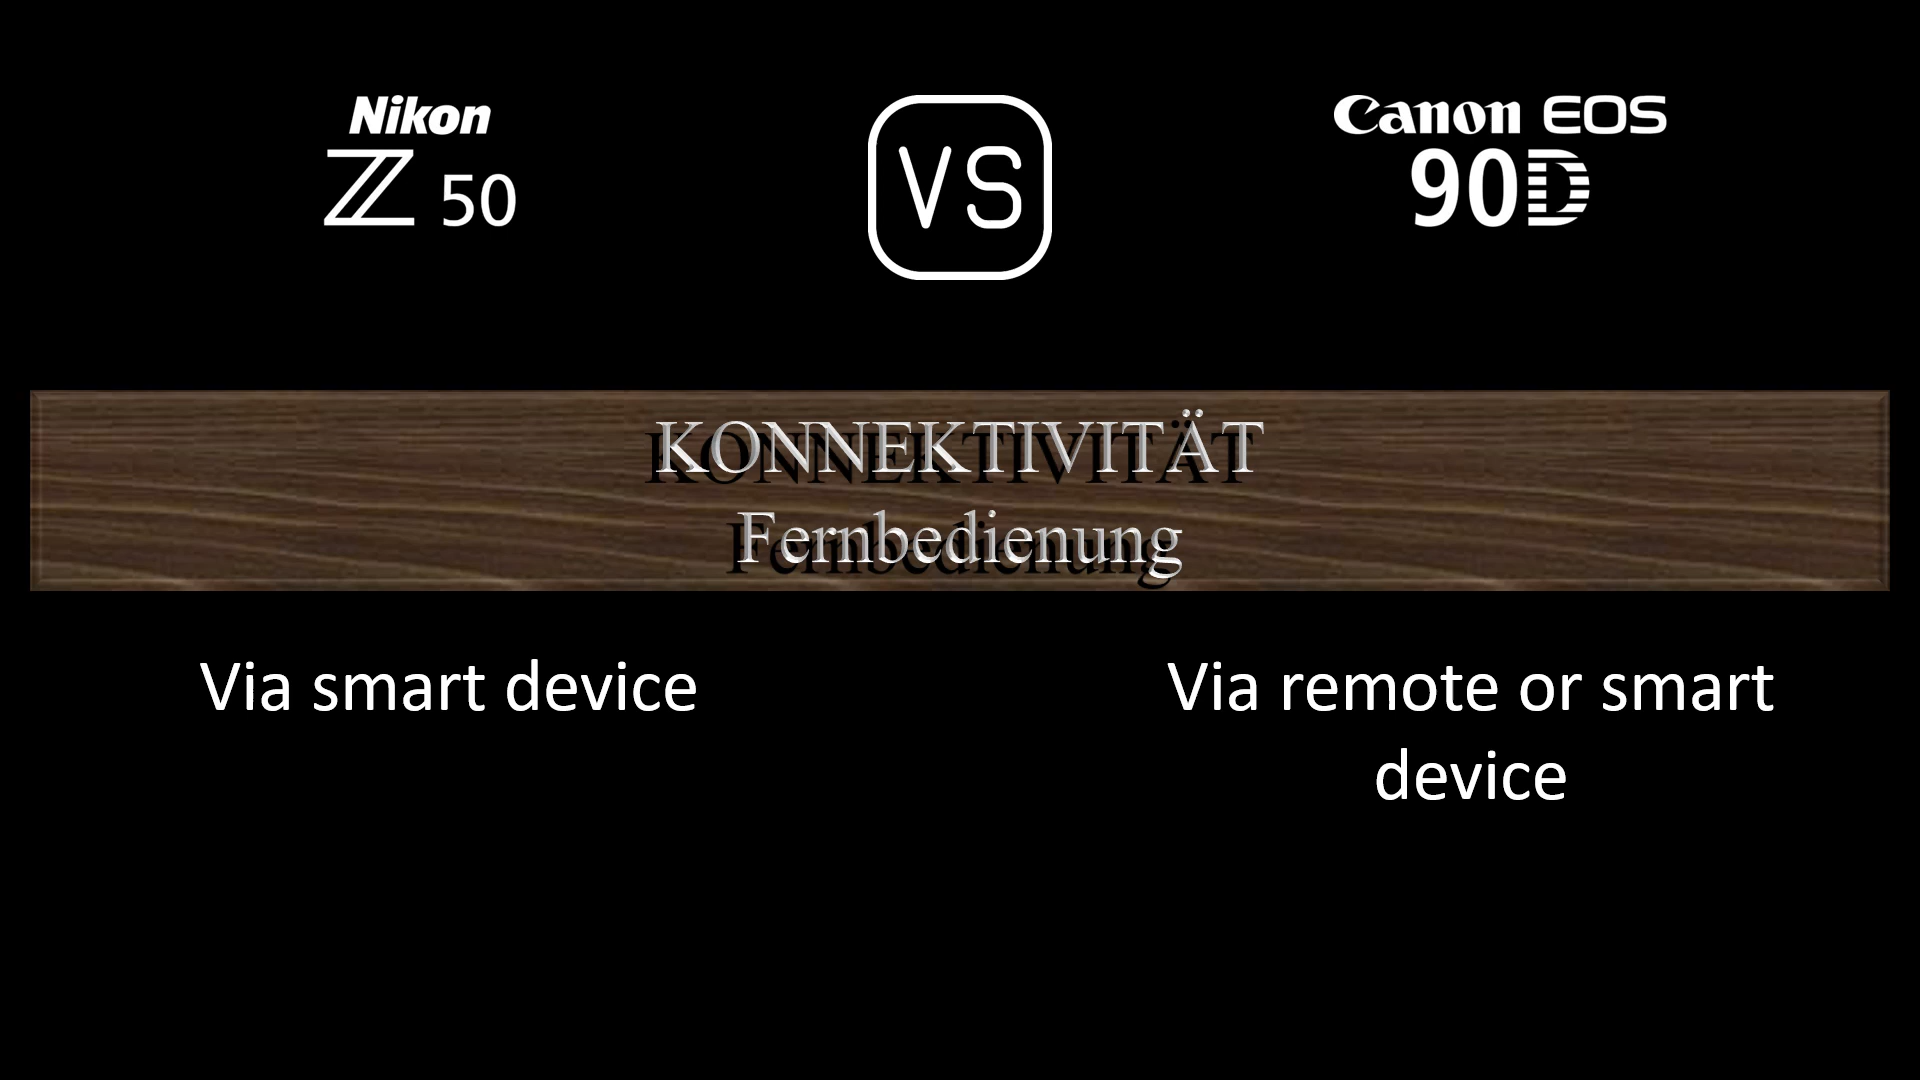 Nikon
Z 50
VS
Canon EOS
90D
KONNEKTIVITÄT
Fernbedienung
Via smart device
Via remote or smart
device